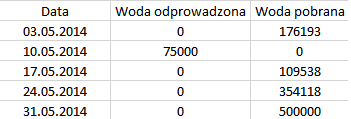 Data Woda odprowadzona Woda pobrana
03.05.2014 0 176193
10.05.2014 75000 0
17.05.2014 0 109538
24.05.2014 0 354118
31.05.2014 0 500000